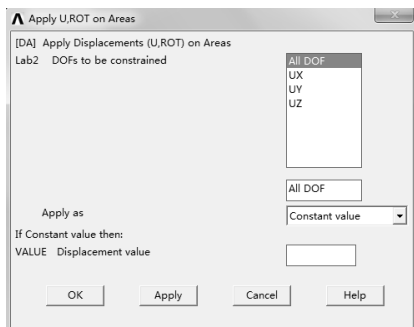 Apply U,ROT on Areas
[DA] Apply Displacements (U,ROT) on Areas
Lab2 DOFs to be constrained
All DOF
UX
UY
UZ
All DOF
Apply as Constant value
If Constant value then:
VALUE Displacement value
OK Apply Cancel Help